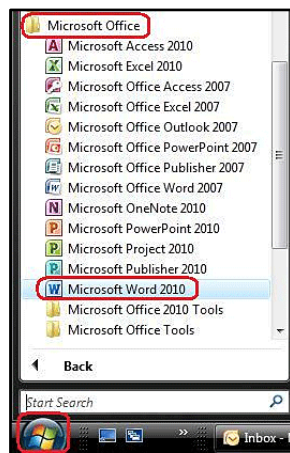 Microsoft Office
Microsoft Access 2010
Microsoft Excel 2010
Microsoft Office Access 2007
Microsoft Office Excel 2007
Microsoft Office Outlook 2007
Microsoft Office PowerPoint 2007
Microsoft Office Publisher 2007
Microsoft Office Word 2007
Microsoft OneNote 2010
Microsoft PowerPoint 2010
Microsoft Project 2010
Microsoft Publisher 2010
Microsoft Word 2010
Microsoft Office 2010 Tools
Microsoft Office Tools
Back
Start Search
Inbox -